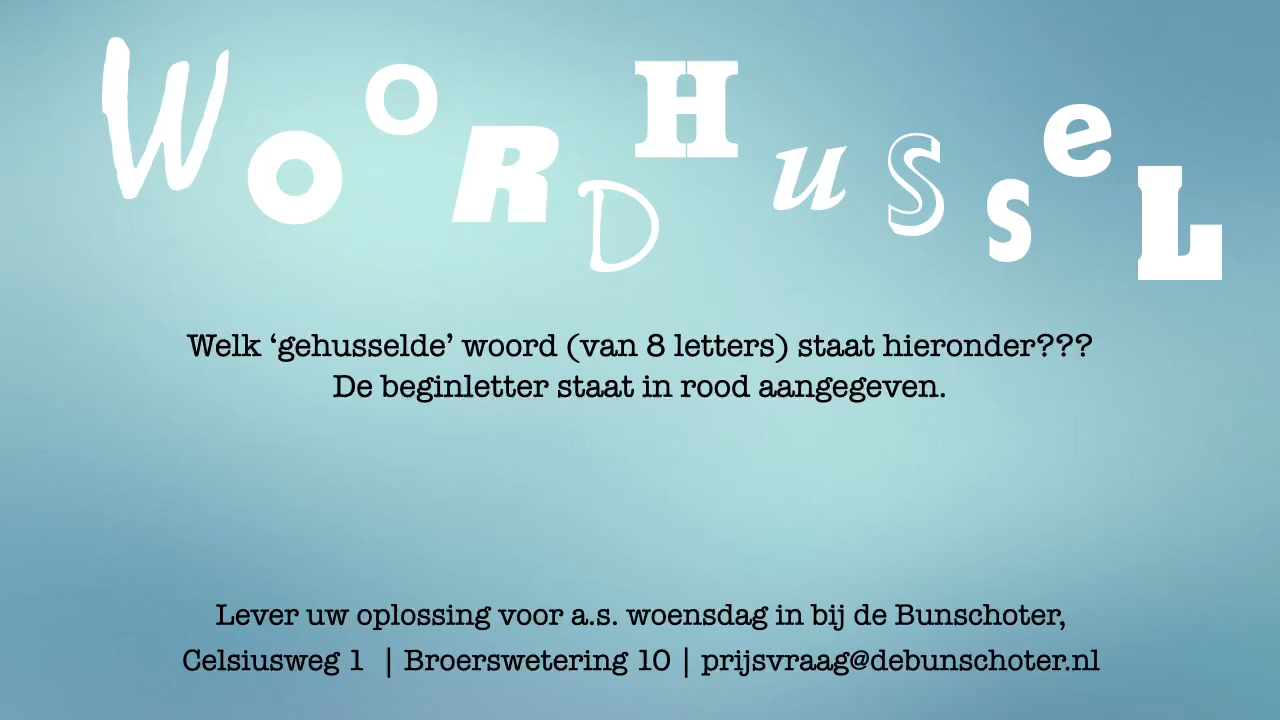 WOORDHUSSEL
Welk ‘gehusselde’ woord (van 8 letters) staat hieronder???
De beginletter staat in rood aangegeven.
Lever uw oplossing voor a.s. woensdag in bij de Bunschoter,
Celsiusweg 1 | Broerswetering 10 | prijsvraag@debunschoter.nl